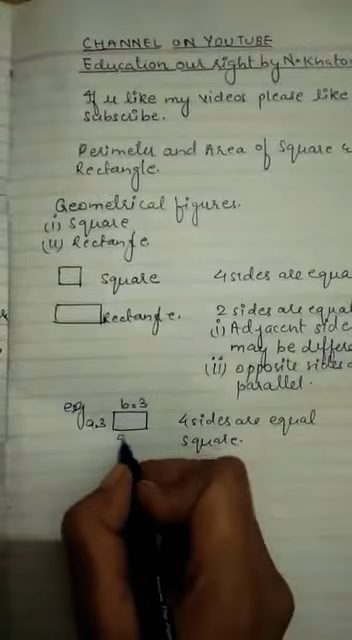 CHANNEL ON YOUTUBE
Education our right by N. Khato
If u like my videos please like
subscribe.
Perimeter and Area of Square &
Rectangle.
Geometrical figures.
(i) Square
(ii) Rectangle
Square 4 sides are equa
Rectangle. 2 sides are equal
(i) Adjacent side
may be differe
(ii) opposite sides
parallel.
eg b=3
a=3 4 sides are equal
square.